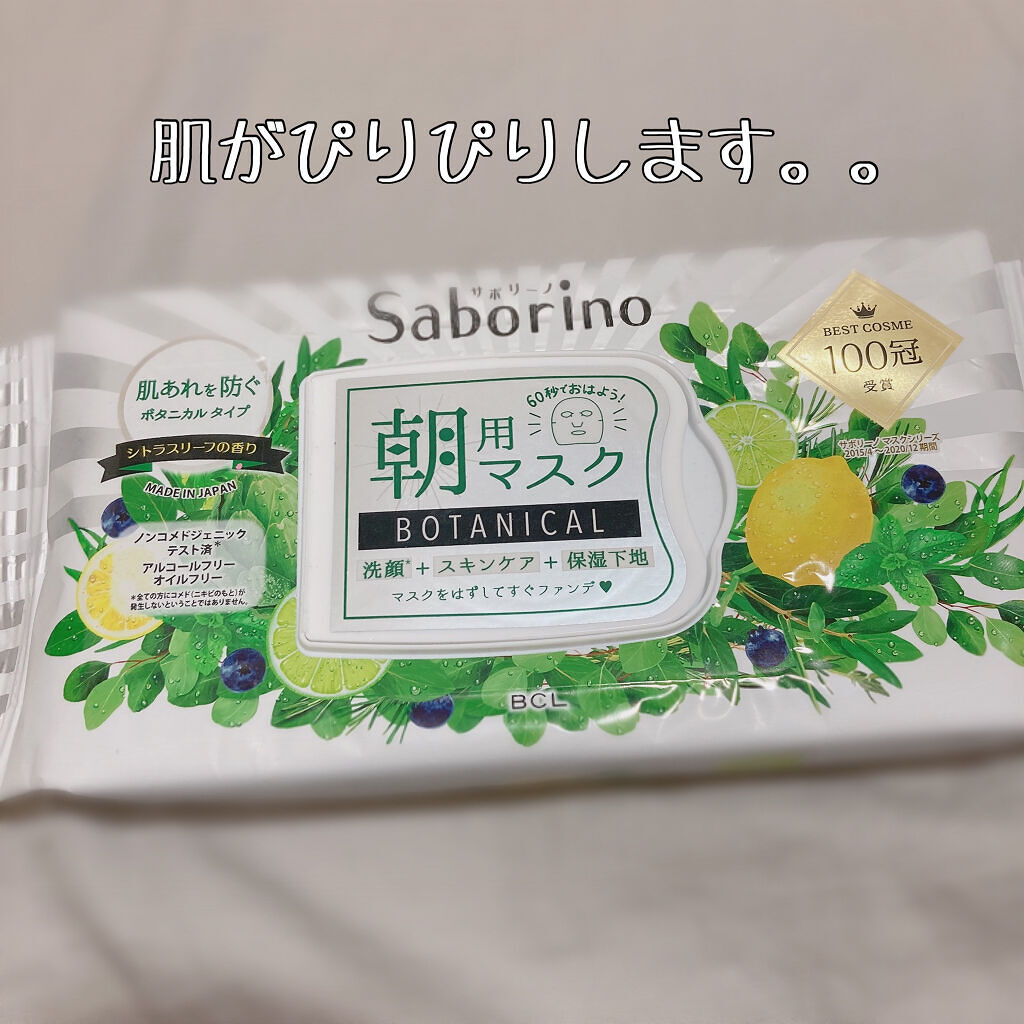 肌がぴりぴりします。。
サボリーノ
Saborino
BEST COSME
100冠
受賞
サボリーノ マスクシリーズ
2015/4 〜2020/12 期間
肌あれを防ぐ
ボタニカル タイプ
シトラスリーフの香り
MADE IN JAPAN
ノンコメドジェニック
テスト済*
アルコールフリー
オイルフリー
*全ての方にコメド(ニキビのもと)が
発生しないということではありません。
60秒でおはよう!
朝用マスク
BOTANICAL
洗顔*+スキンケア+保湿下地
マスクをはずしてすぐファンデ♥
BCL